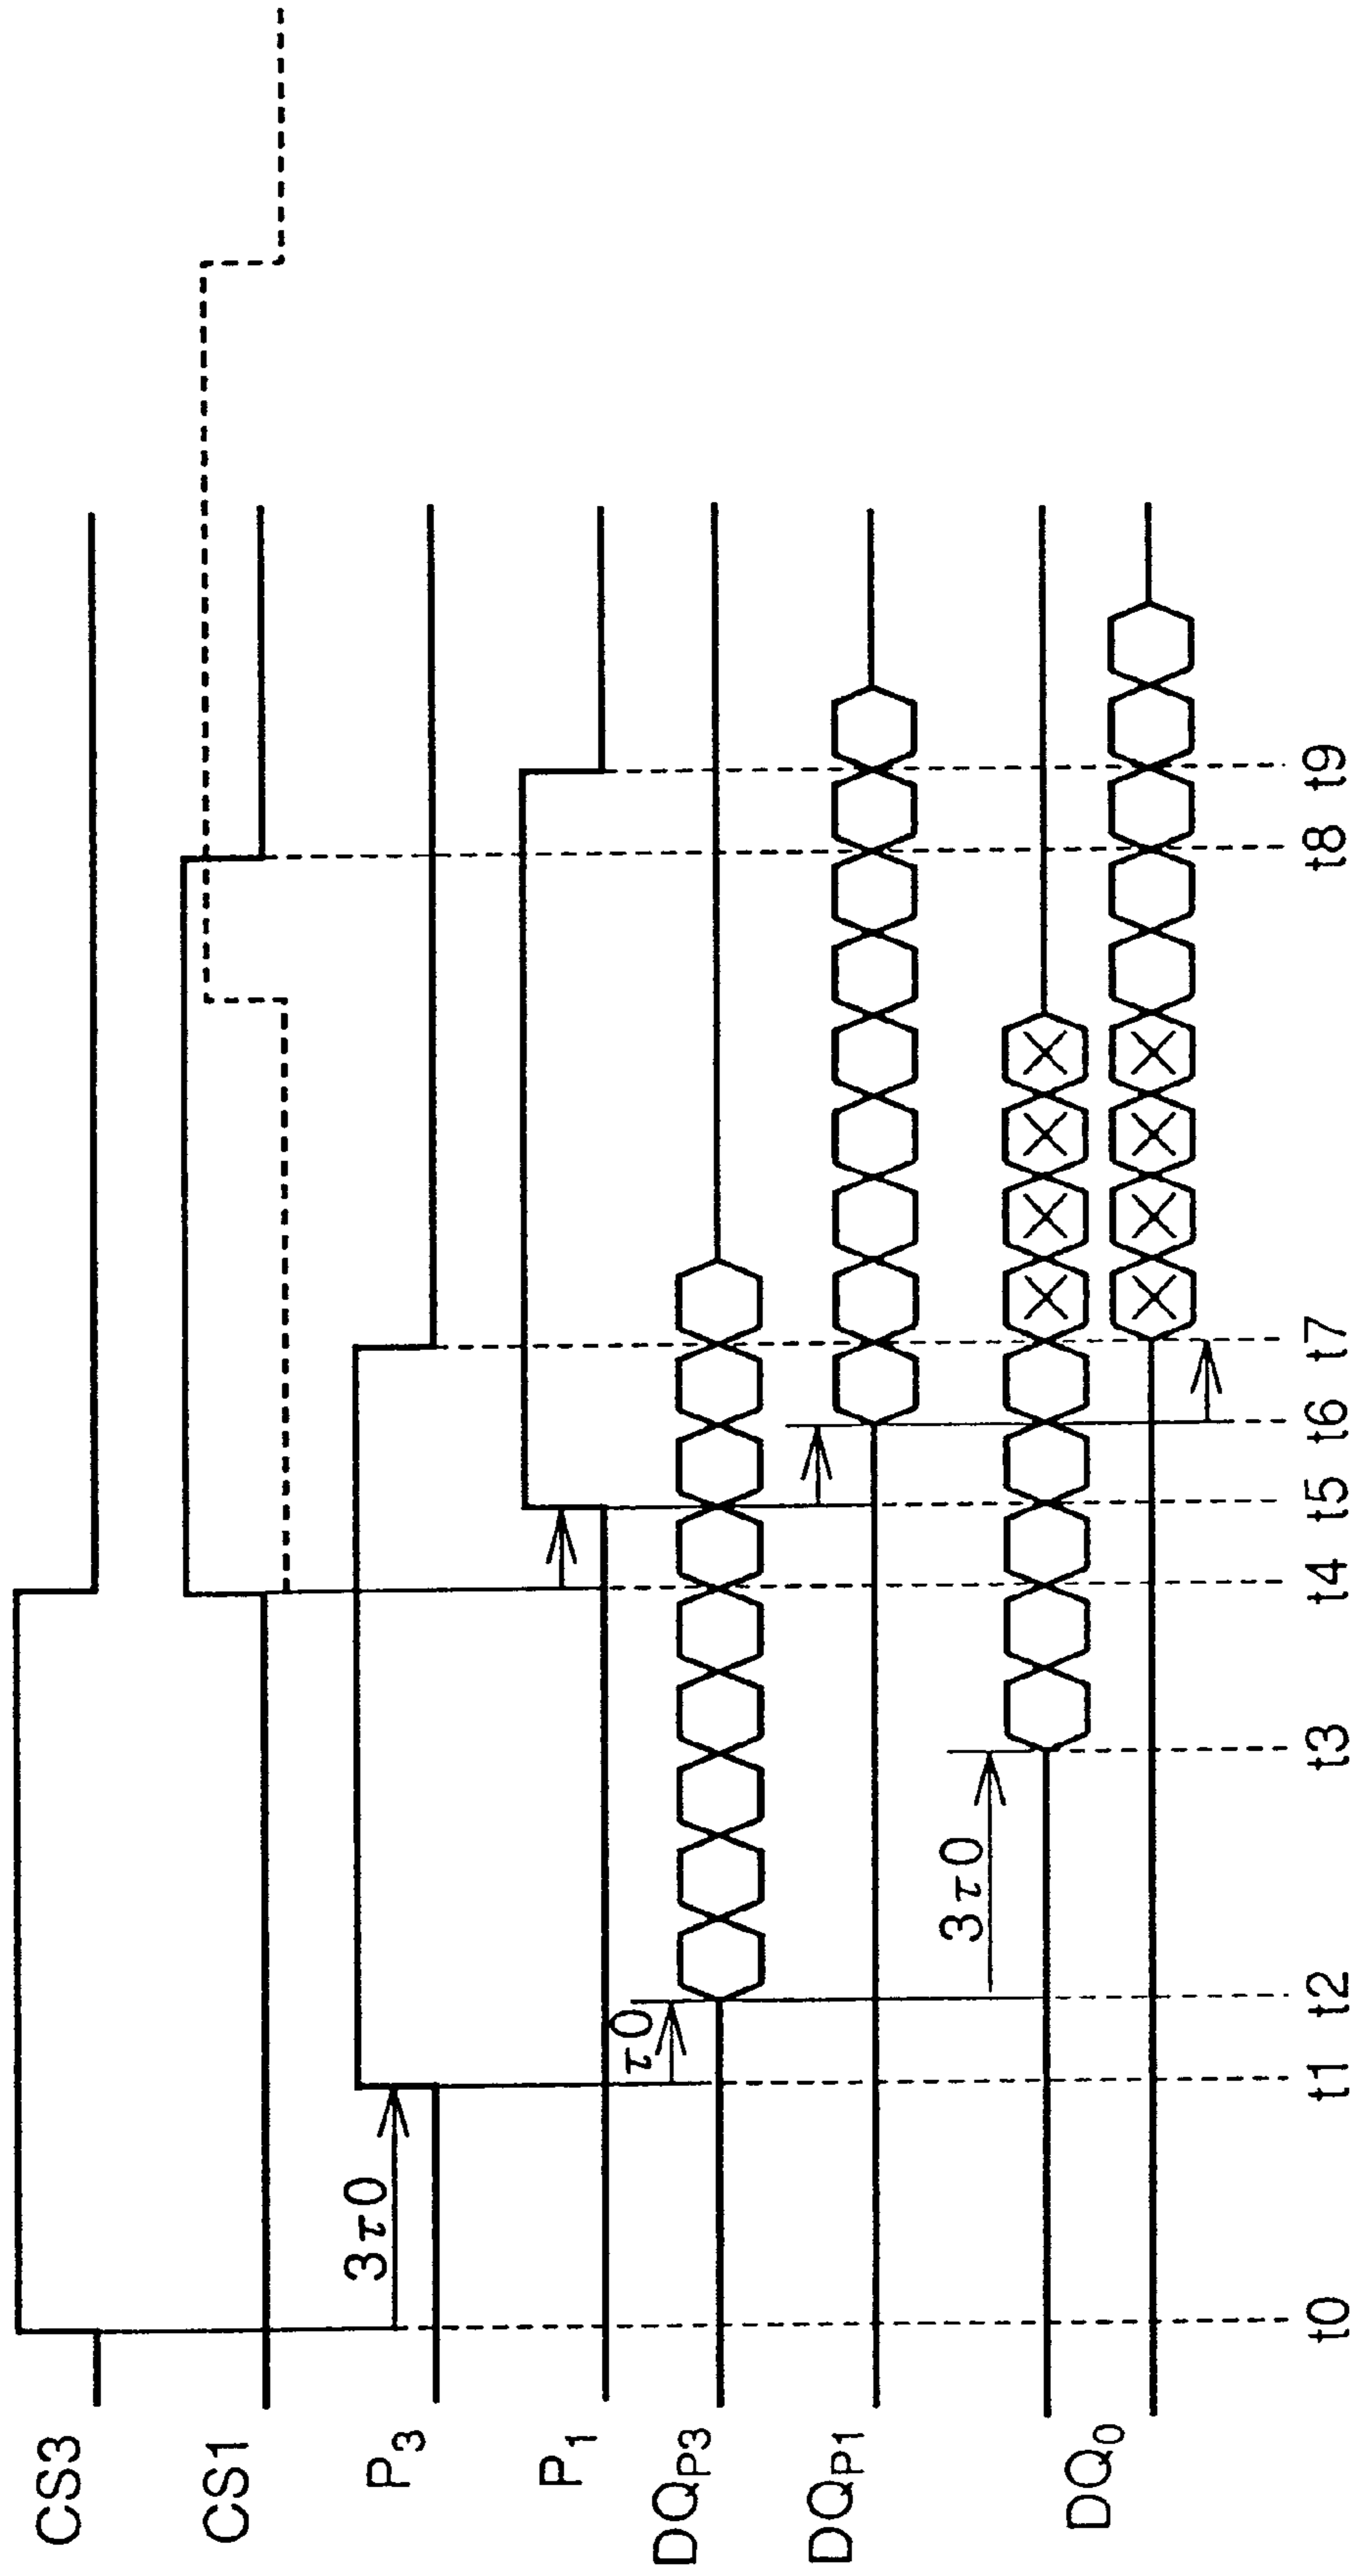 CS3
CS1
P3
3τ0
P1
DQP3
τ0
DQP1
DQ0
3τ0
t0 t1 t2 t3 t4 t5 t6 t7 t8 t9